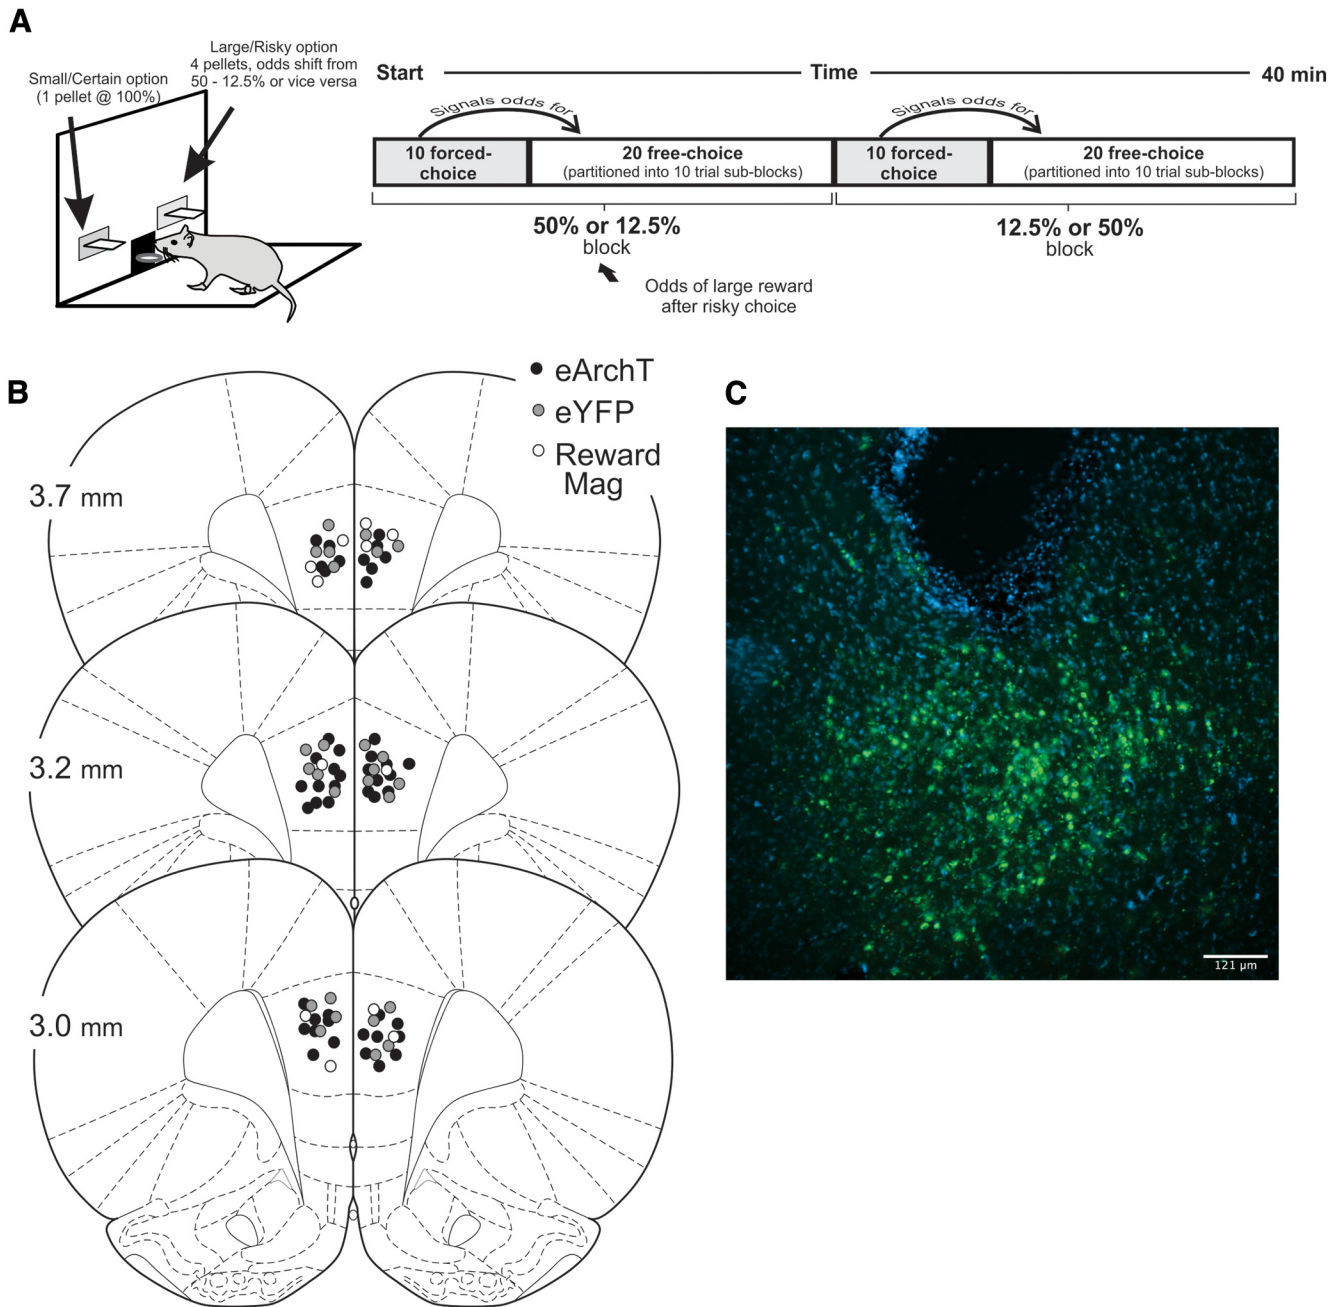 A
Large/Risky option
4 pellets, odds shift from
50 - 12.5% or vice versa
Small/Certain option
(1 pellet @ 100%)
Start
Time
40 min
Signals odds for
Signals odds for
10 forced-
choice
20 free-choice
(partitioned into 10 trial sub-blocks)
10 forced-
choice
20 free-choice
(partitioned into 10 trial sub-blocks)
50% or 12.5%
block
12.5% or 50%
block
Odds of large reward
after risky choice
B
eArchT
eYFP
Reward
Mag
3.7 mm
3.2 mm
3.0 mm
C
121 µm